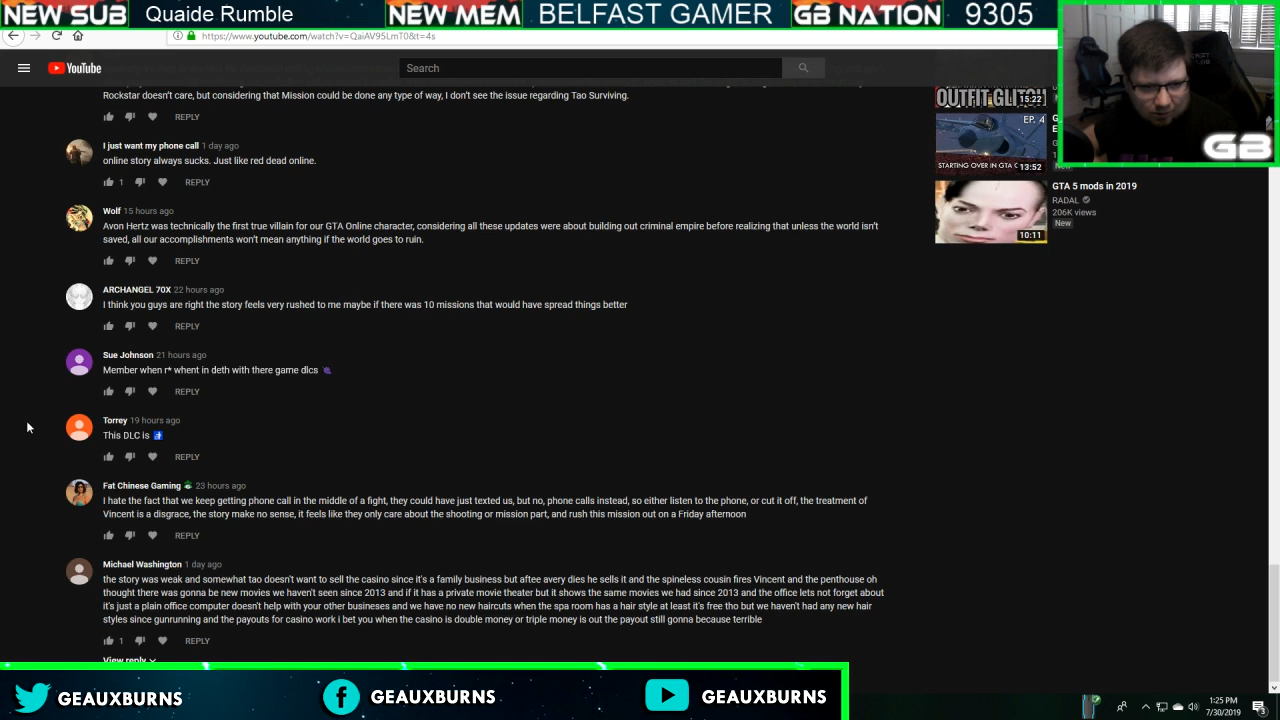 NEW SUB Quaide Rumble NEW MEM BELFAST GAMER GB NATION 9305
https://www.youtube.com/watch?v=QaiAV95LmT0&t=4s
YouTube
Search
Rockstar doesn't care, but considering that Mission could be done any type of way, I don't see the issue regarding Tao Surviving.
REPLY
I just want my phone call 1 day ago
online story always sucks. Just like red dead online.
1 REPLY
Wolf 15 hours ago
Avon Hertz was technically the first true villain for our GTA Online character, considering all these updates were about building out criminal empire before realizing that unless the world isn't
saved, all our accomplishments won't mean anything if the world goes to ruin.
REPLY
ARCHANGEL 70X 22 hours ago
I think you guys are right the story feels very rushed to me maybe if there was 10 missions that would have spread things better
REPLY
Sue Johnson 21 hours ago
Member when r* whent in deth with there game dlcs 🍇
REPLY
Torrey 19 hours ago
This DLC is 🚮
REPLY
Fat Chinese Gaming 23 hours ago
I hate the fact that we keep getting phone call in the middle of a fight, they could have just texted us, but no, phone calls instead, so either listen to the phone, or cut it off, the treatment of
Vincent is a disgrace, the story make no sense, it feels like they only care about the shooting or mission part, and rush this mission out on a Friday afternoon
REPLY
Michael Washington 1 day ago
the story was weak and somewhat tao doesn't want to sell the casino since it's a family business but aftee avery dies he sells it and the spineless cousin fires Vincent and the penthouse oh
thought there was gonna be new movies we haven't seen since 2013 and if it has a private movie theater but it shows the same movies we had since 2013 and the office lets not forget about
it's just a plain office computer doesn't help with your other businesses and we have no new haircuts when the spa room has a hair style at least it's free tho but we haven't had any new hair
styles since gunrunning and the payouts for casino work i bet you when the casino is double money or triple money is out the payout still gonna because terrible
1 REPLY
View reply
OUTFIT GLITCH
15:22
EP. 4
STARTING OVER IN GTA
13:52
GTA 5 mods in 2019
RADAL
206K views
New
10:11
GB
GEAUXBURNS GEAUXBURNS GEAUXBURNS
1:25 PM
7/30/2019
3